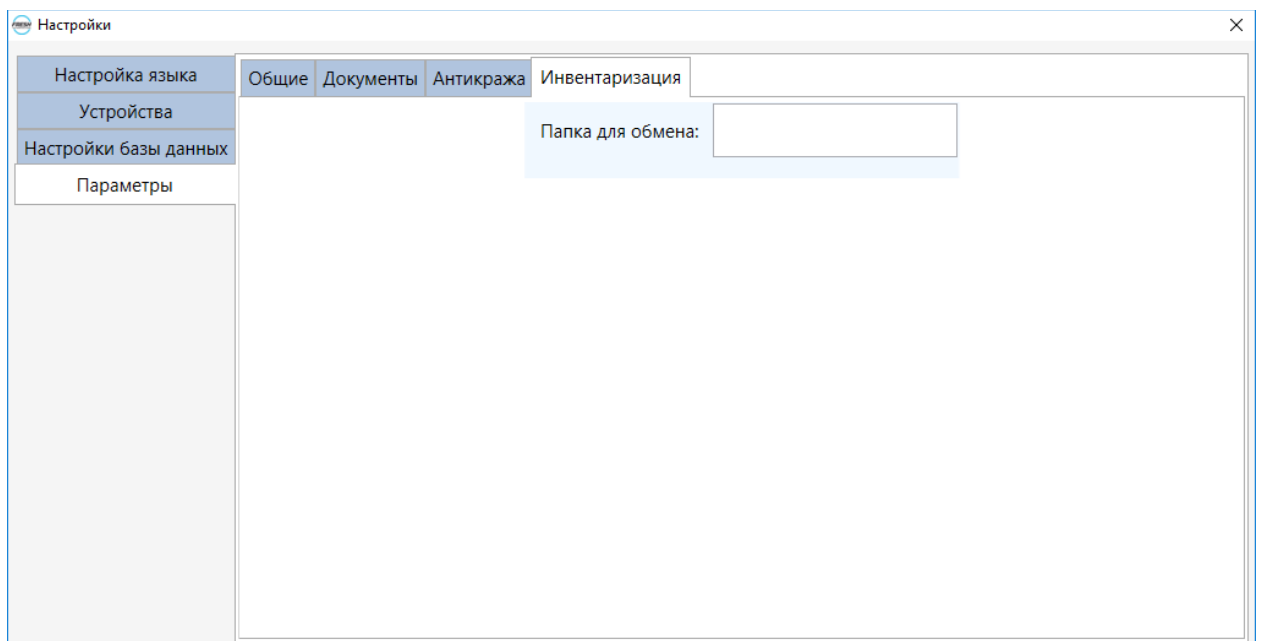 Настройки
Настройка языка
Устройства
Настройки базы данных
Параметры
Общие Документы Антикража Инвентаризация
Папка для обмена: